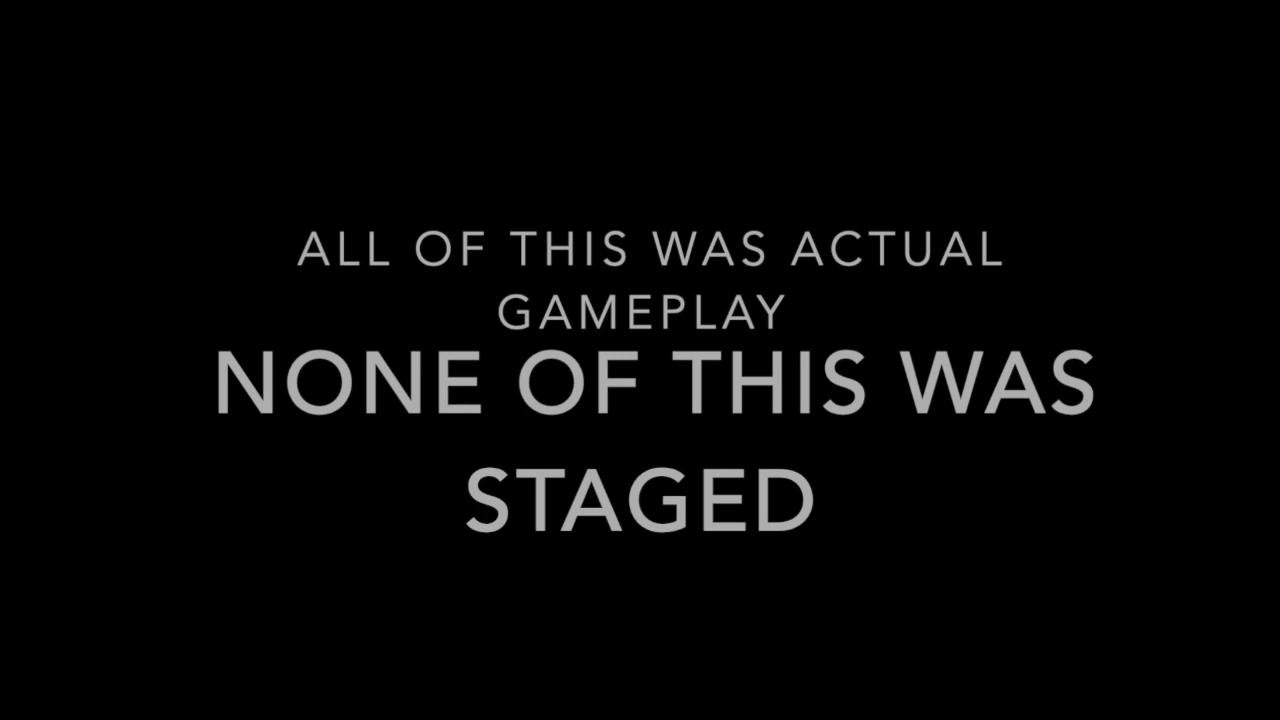 ALL OF THIS WAS ACTUAL
GAMEPLAY
NONE OF THIS WAS
STAGED